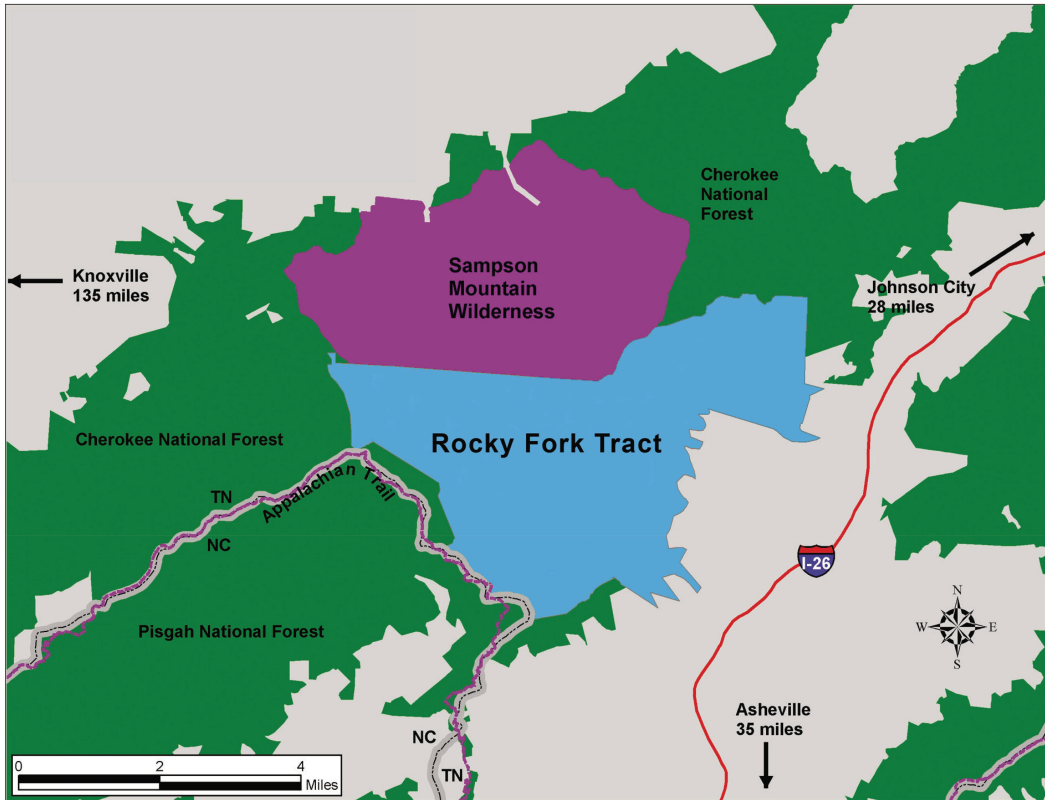 Cherokee
National
Forest
Knoxville
135 miles
Sampson
Mountain
Wilderness
Johnson City
28 miles
Cherokee National Forest
Rocky Fork Tract
TN
Appalachian Trail
NC
I-26
Pisgah National Forest
N
W E
S
Asheville
35 miles
NC
TN
0 2 4
Miles